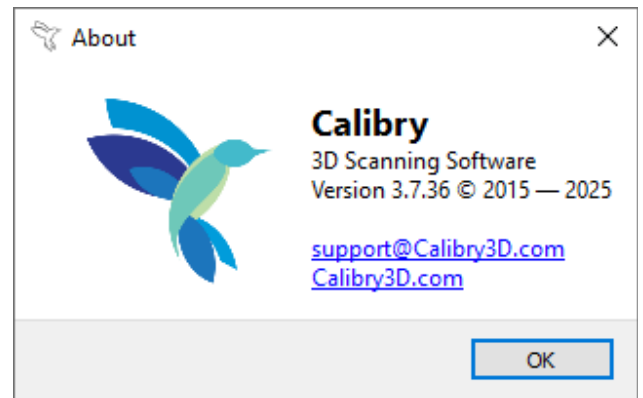 About
Calibry
3D Scanning Software
Version 3.7.36 © 2015 — 2025
support@Calibry3D.com
Calibry3D.com
OK